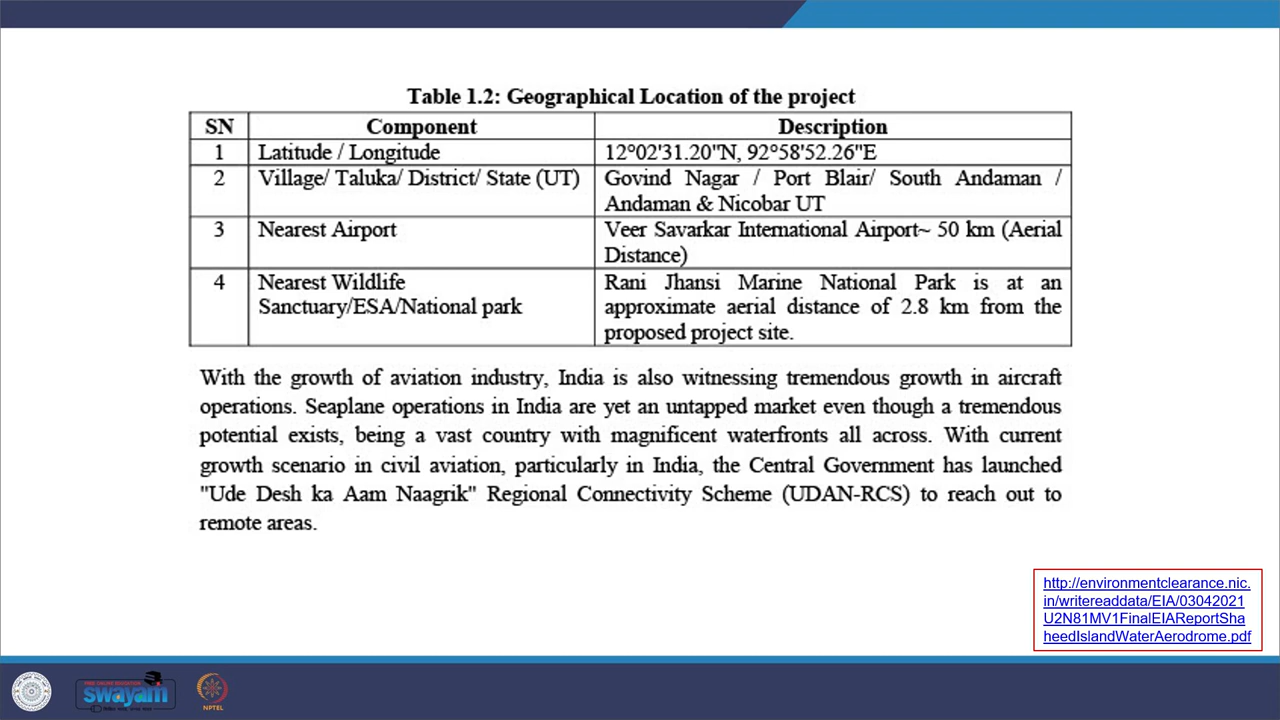 Table 1.2: Geographical Location of the project
SN Component Description
1 Latitude / Longitude 12°02'31.20"N, 92°58'52.26"E
2 Village/ Taluka/ District/ State (UT) Govind Nagar / Port Blair/ South Andaman /
Andaman & Nicobar UT
3 Nearest Airport Veer Savarkar International Airport~ 50 km (Aerial
Distance)
4 Nearest Wildlife Rani Jhansi Marine National Park is at an
Sanctuary/ESA/National park approximate aerial distance of 2.8 km from the
proposed project site.
With the growth of aviation industry, India is also witnessing tremendous growth in aircraft
operations. Seaplane operations in India are yet an untapped market even though a tremendous
potential exists, being a vast country with magnificent waterfronts all across. With current
growth scenario in civil aviation, particularly in India, the Central Government has launched
"Ude Desh ka Aam Naagrik" Regional Connectivity Scheme (UDAN-RCS) to reach out to
remote areas.
http://environmentclearance.nic.
in/writereaddata/EIA/03042021
U2N81MV1FinalEIAReportSha
heedIslandWaterAerodrome.pdf
swayam
NPTEL